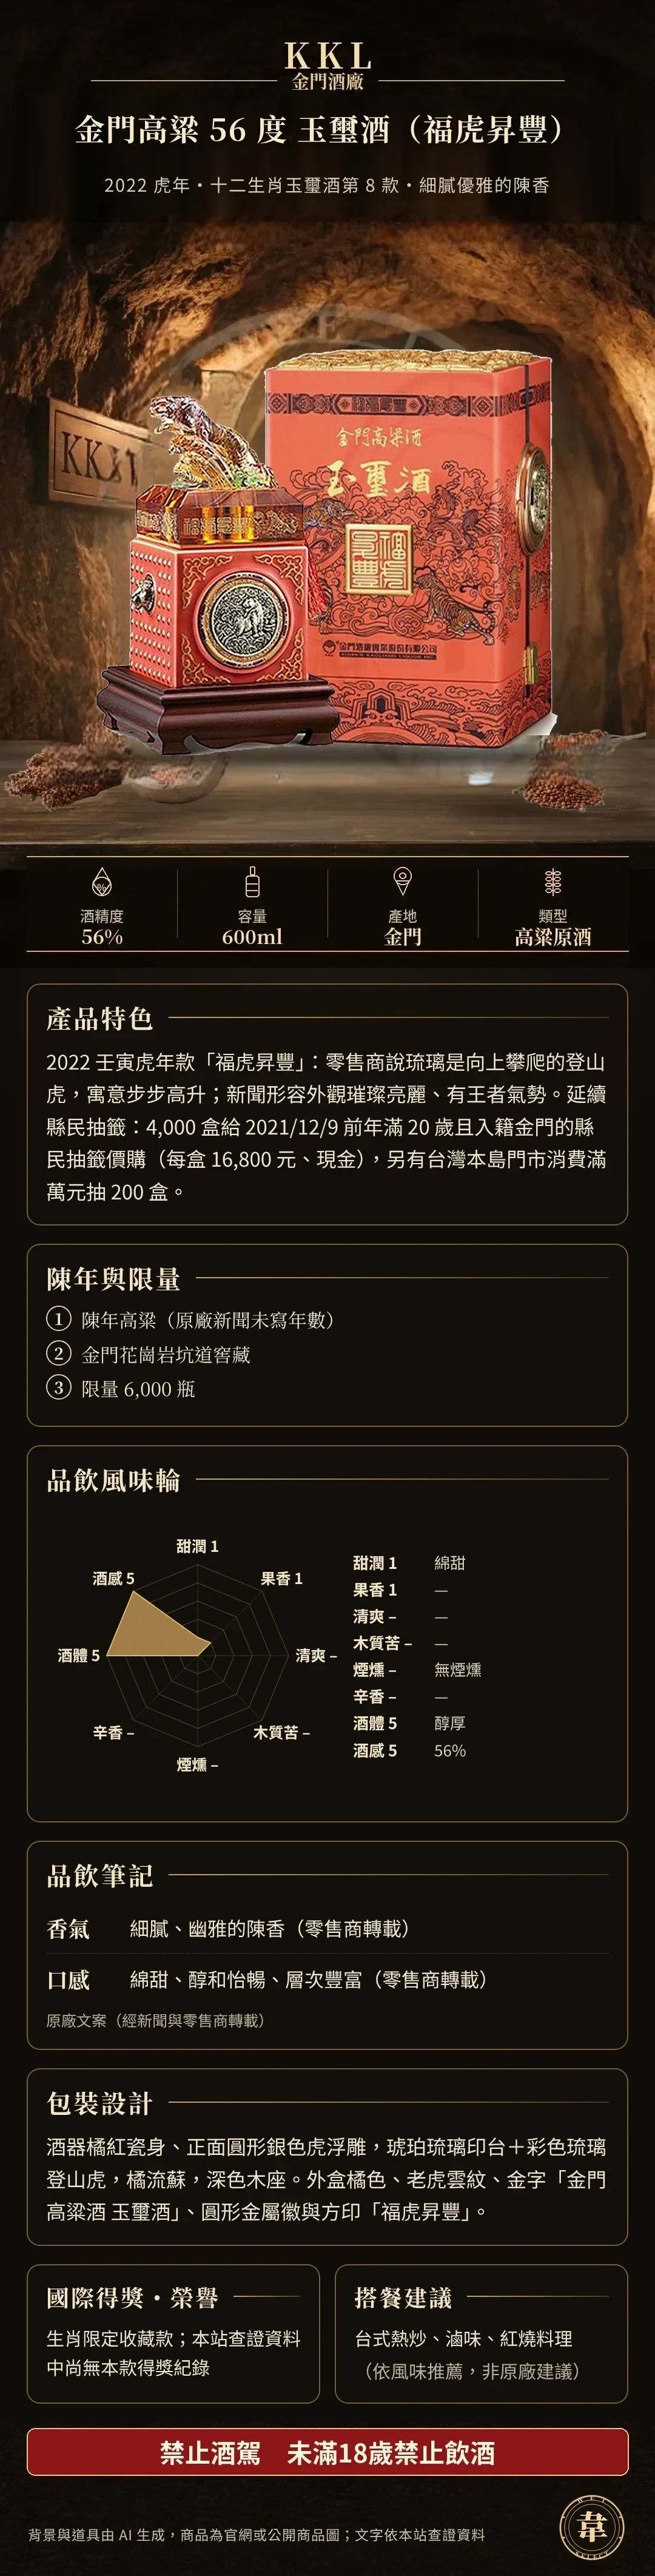 KKL
金門酒廠
金門高粱 56 度 玉璽酒（福虎昇豐）
2022 虎年・十二生肖玉璽酒第 8 款・細膩優雅的陳香
福虎昇豐
金門高粱酒
玉璽酒
KKL
福虎昇豐
福虎昇豐
金門酒廠實業股份有限公司
KINMEN KAOLIANG LIQUOR INC.
酒精度
56%
容量
600ml
產地
金門
類型
高粱原酒
產品特色
2022 壬寅虎年款「福虎昇豐」：零售商說琉璃是向上攀爬的登山
虎，寓意步步高升；新聞形容外觀璀璨亮麗、有王者氣勢。延續
縣民抽籤：4,000 盒給 2021/12/9 前年滿 20 歲且入籍金門的縣
民抽籤價購（每盒 16,800 元、現金），另有台灣本島門市消費滿
萬元抽 200 盒。
陳年與限量
1 陳年高粱（原廠新聞未寫年數）
2 金門花崗岩坑道窖藏
3 限量 6,000 瓶
品飲風味輪
甜潤 1
酒感 5
果香 1
酒體 5
清爽 –
辛香 –
木質苦 –
煙燻 –
甜潤 1 綿甜
果香 1 —
清爽 – —
木質苦 – —
煙燻 – 無煙燻
辛香 – —
酒體 5 醇厚
酒感 5 56%
品飲筆記
香氣 細膩、幽雅的陳香（零售商轉載）
口感 綿甜、醇和怡暢、層次豐富（零售商轉載）
原廠文案（經新聞與零售商轉載）
包裝設計
酒器橘紅瓷身、正面圓形銀色虎浮雕，琥珀琉璃印台＋彩色琉璃
登山虎，橘流蘇，深色木座。外盒橘色、老虎雲紋、金字「金門
高粱酒 玉璽酒」、圓形金屬徽與方印「福虎昇豐」。
國際得獎・榮譽
生肖限定收藏款；本站查證資料
中尚無本款得獎紀錄
搭餐建議
台式熱炒、滷味、紅燒料理
（依風味推薦，非原廠建議）
禁止酒駕 未滿18歲禁止飲酒
背景與道具由 AI 生成，商品為官網或公開商品圖；文字依本站查證資料
韋